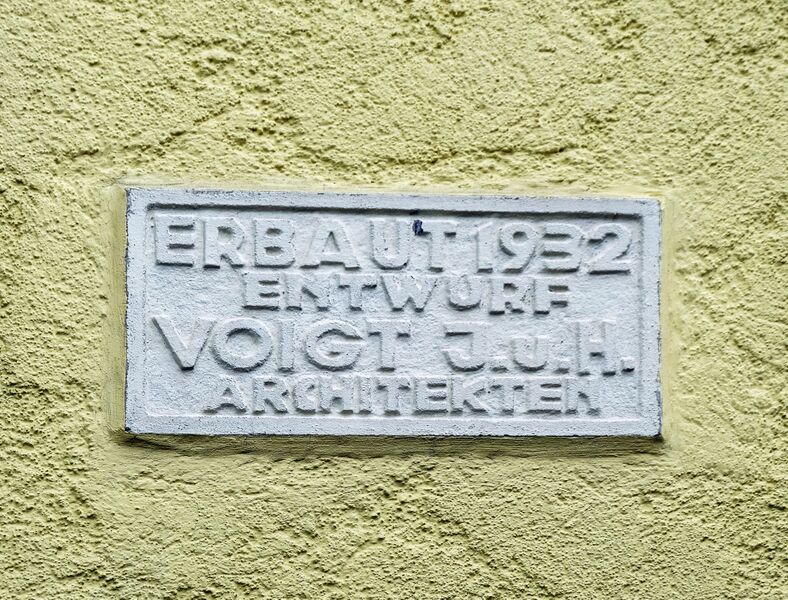 ERBAUT 1932
ENTWURF
VOIGT J.u.H.
ARCHITEKTEN